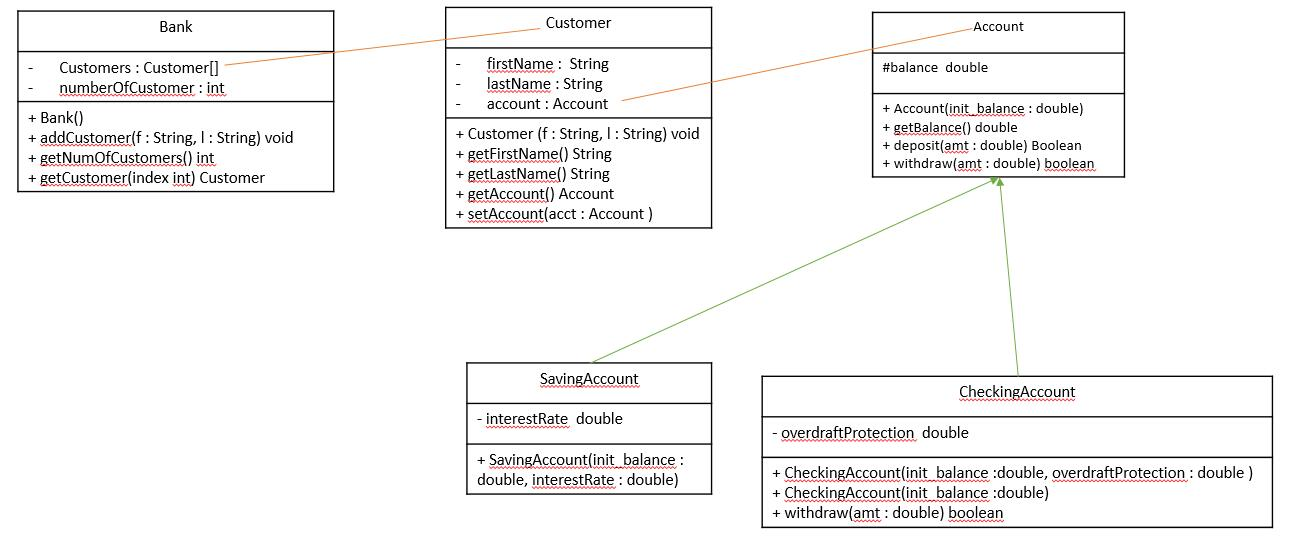 Bank
- Customers : Customer[]
- numberOfCustomer : int
+ Bank()
+ addCustomer(f : String, l : String) void
+ getNumOfCustomers() int
+ getCustomer(index int) Customer
Customer
- firstName : String
- lastName : String
- account : Account
+ Customer (f : String, l : String) void
+ getFirstName() String
+ getLastName() String
+ getAccount() Account
+ setAccount(acct : Account )
Account
#balance double
+ Account(init_balance : double)
+ getBalance() double
+ deposit(amt : double) Boolean
+ withdraw(amt : double) boolean
SavingAccount
- interestRate double
+ SavingAccount(init_balance :
double, interestRate : double)
CheckingAccount
- overdraftProtection double
+ CheckingAccount(init_balance :double, overdraftProtection : double )
+ CheckingAccount(init_balance :double)
+ withdraw(amt : double) boolean